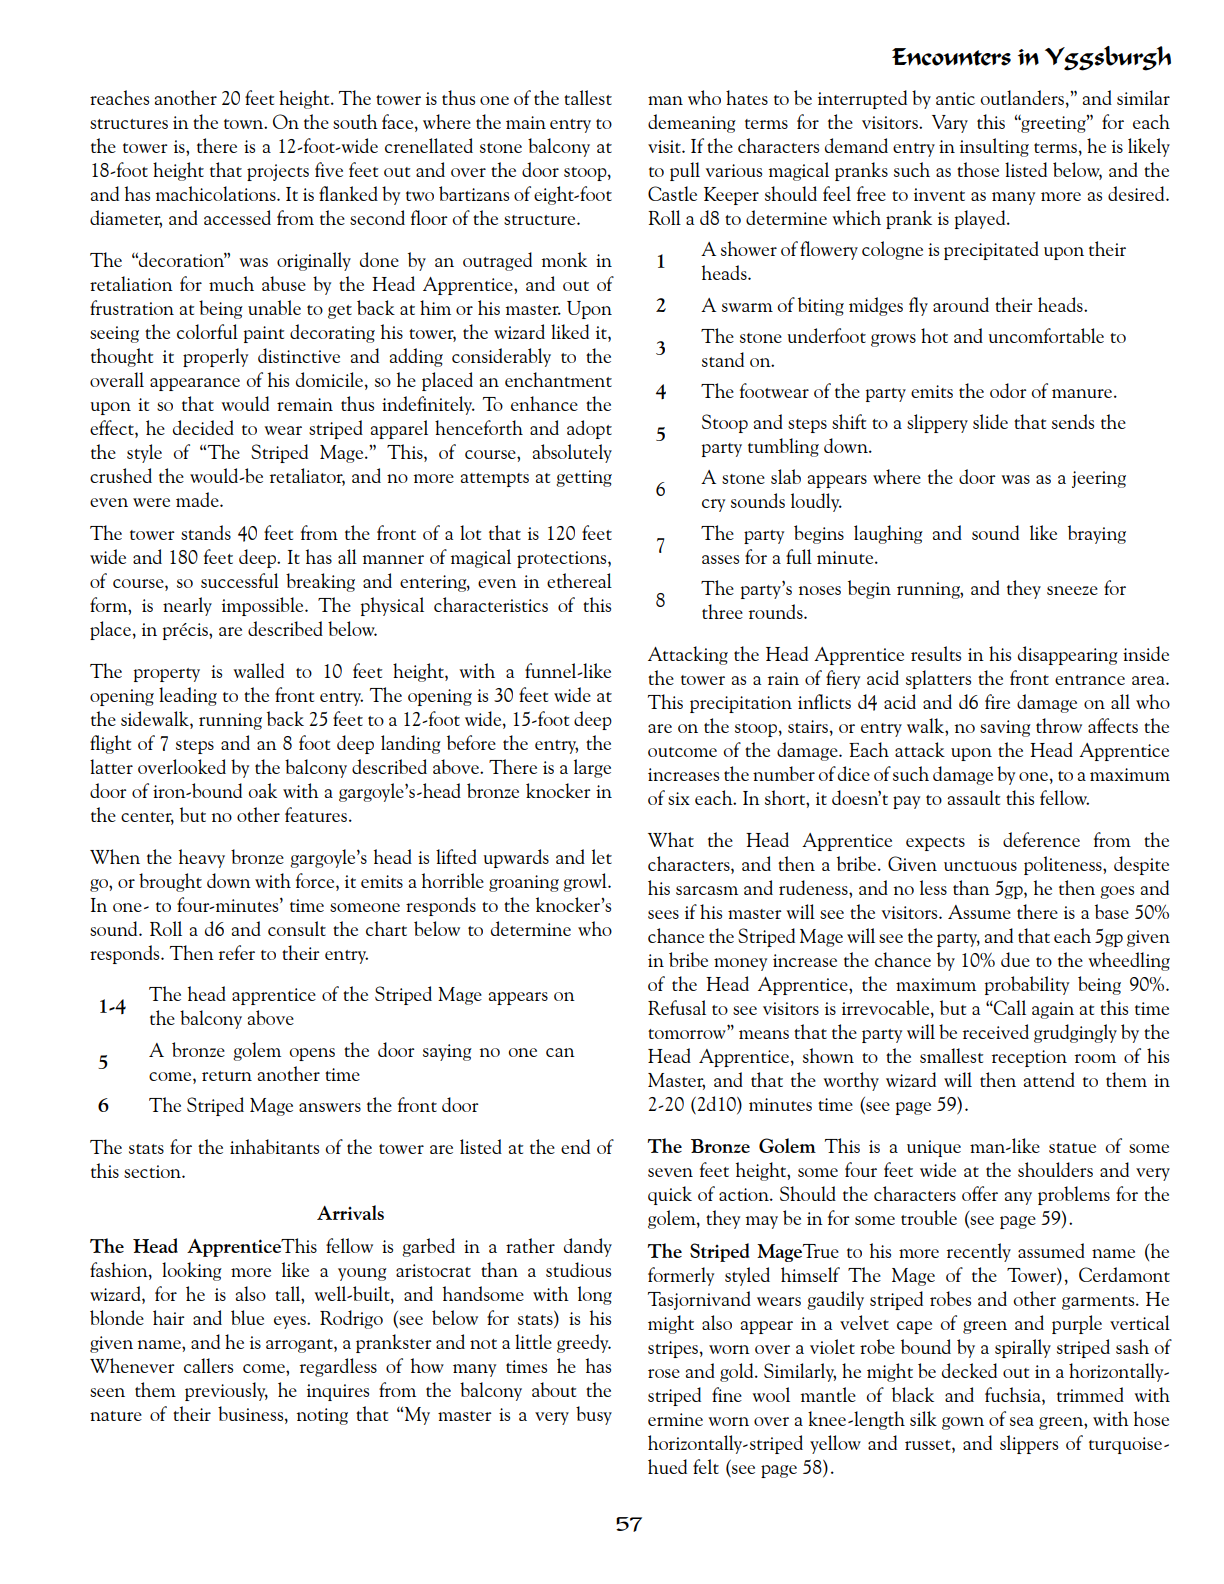 Encounters in Yggsburgh
reaches another 20 feet height. The tower is thus one of the tallest
structures in the town. On the south face, where the main entry to
the tower is, there is a 12-foot-wide crenellated stone balcony at
18-foot height that projects five feet out and over the door stoop,
and has machicolations. It is flanked by two bartizans of eight-foot
diameter, and accessed from the second floor of the structure.
The “decoration” was originally done by an outraged monk in
retaliation for much abuse by the Head Apprentice, and out of
frustration at being unable to get back at him or his master. Upon
seeing the colorful paint decorating his tower, the wizard liked it,
thought it properly distinctive and adding considerably to the
overall appearance of his domicile, so he placed an enchantment
upon it so that would remain thus indefinitely. To enhance the
effect, he decided to wear striped apparel henceforth and adopt
the style of “The Striped Mage.” This, of course, absolutely
crushed the would-be retaliator, and no more attempts at getting
even were made.
The tower stands 40 feet from the front of a lot that is 120 feet
wide and 180 feet deep. It has all manner of magical protections,
of course, so successful breaking and entering, even in ethereal
form, is nearly impossible. The physical characteristics of this
place, in précis, are described below.
The property is walled to 10 feet height, with a funnel-like
opening leading to the front entry. The opening is 30 feet wide at
the sidewalk, running back 25 feet to a 12-foot wide, 15-foot deep
flight of 7 steps and an 8 foot deep landing before the entry, the
latter overlooked by the balcony described above. There is a large
door of iron-bound oak with a gargoyle’s-head bronze knocker in
the center, but no other features.
When the heavy bronze gargoyle’s head is lifted upwards and let
go, or brought down with force, it emits a horrible groaning growl.
In one- to four-minutes’ time someone responds to the knocker’s
sound. Roll a d6 and consult the chart below to determine who
responds. Then refer to their entry.
1-4 The head apprentice of the Striped Mage appears on
the balcony above
5 A bronze golem opens the door saying no one can
come, return another time
6 The Striped Mage answers the front door
The stats for the inhabitants of the tower are listed at the end of
this section.
Arrivals
The Head ApprenticeThis fellow is garbed in a rather dandy
fashion, looking more like a young aristocrat than a studious
wizard, for he is also tall, well-built, and handsome with long
blonde hair and blue eyes. Rodrigo (see below for stats) is his
given name, and he is arrogant, a prankster and not a little greedy.
Whenever callers come, regardless of how many times he has
seen them previously, he inquires from the balcony about the
nature of their business, noting that “My master is a very busy
man who hates to be interrupted by antic outlanders,” and similar
demeaning terms for the visitors. Vary this “greeting” for each
visit. If the characters demand entry in insulting terms, he is likely
to pull various magical pranks such as those listed below, and the
Castle Keeper should feel free to invent as many more as desired.
Roll a d8 to determine which prank is played.
1 A shower of flowery cologne is precipitated upon their
heads.
2 A swarm of biting midges fly around their heads.
3 The stone underfoot grows hot and uncomfortable to
stand on.
4 The footwear of the party emits the odor of manure.
5 Stoop and steps shift to a slippery slide that sends the
party tumbling down.
6 A stone slab appears where the door was as a jeering
cry sounds loudly.
7 The party begins laughing and sound like braying
asses for a full minute.
8 The party’s noses begin running, and they sneeze for
three rounds.
Attacking the Head Apprentice results in his disappearing inside
the tower as a rain of fiery acid splatters the front entrance area.
This precipitation inflicts d4 acid and d6 fire damage on all who
are on the stoop, stairs, or entry walk, no saving throw affects the
outcome of the damage. Each attack upon the Head Apprentice
increases the number of dice of such damage by one, to a maximum
of six each. In short, it doesn’t pay to assault this fellow.
What the Head Apprentice expects is deference from the
characters, and then a bribe. Given unctuous politeness, despite
his sarcasm and rudeness, and no less than 5gp, he then goes and
sees if his master will see the visitors. Assume there is a base 50%
chance the Striped Mage will see the party, and that each 5gp given
in bribe money increase the chance by 10% due to the wheedling
of the Head Apprentice, the maximum probability being 90%.
Refusal to see visitors is irrevocable, but a “Call again at this time
tomorrow” means that the party will be received grudgingly by the
Head Apprentice, shown to the smallest reception room of his
Master, and that the worthy wizard will then attend to them in
2-20 (2d10) minutes time (see page 59).
The Bronze Golem This is a unique man-like statue of some
seven feet height, some four feet wide at the shoulders and very
quick of action. Should the characters offer any problems for the
golem, they may be in for some trouble (see page 59).
The Striped MageTrue to his more recently assumed name (he
formerly styled himself The Mage of the Tower), Cerdamont
Tasjornivand wears gaudily striped robes and other garments. He
might also appear in a velvet cape of green and purple vertical
stripes, worn over a violet robe bound by a spirally striped sash of
rose and gold. Similarly, he might be decked out in a horizontally-
striped fine wool mantle of black and fuchsia, trimmed with
ermine worn over a knee-length silk gown of sea green, with hose
horizontally-striped yellow and russet, and slippers of turquoise-
hued felt (see page 58).
57